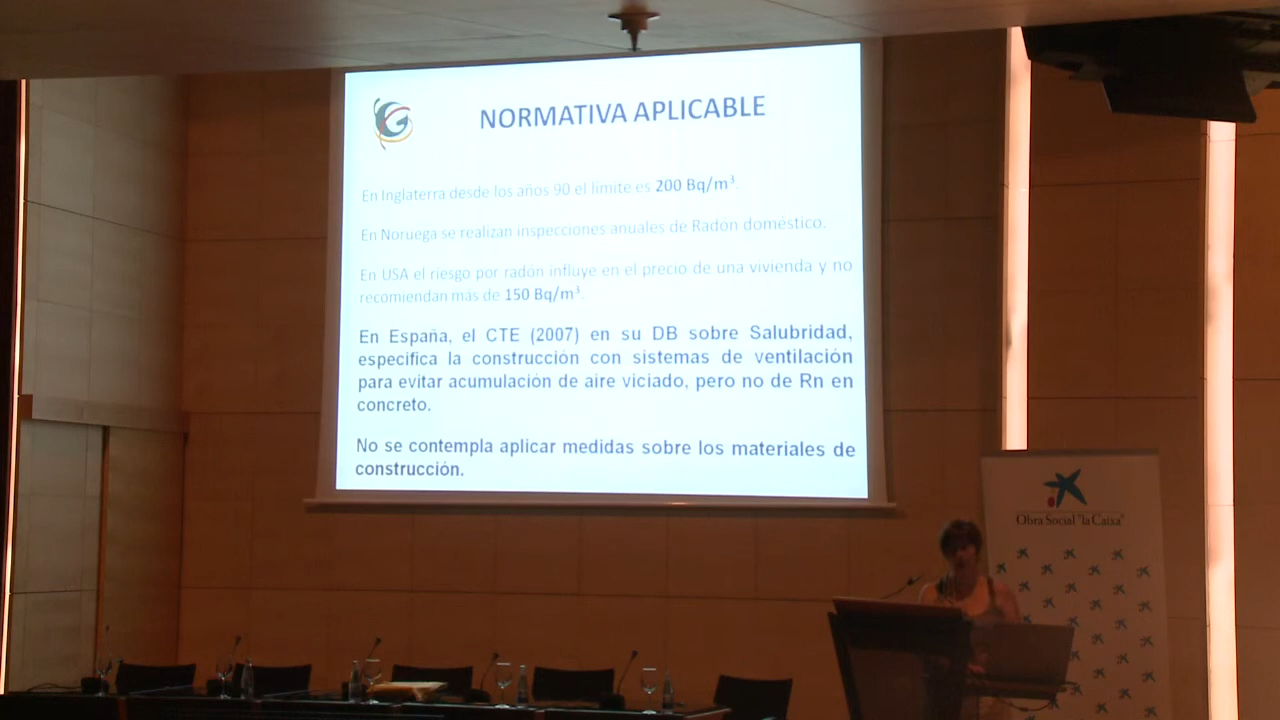 NORMATIVA APLICABLE
En Inglaterra desde los años 90 el límite es 200 Bq/m³.
En Noruega se realizan inspecciones anuales de Radón doméstico.
En USA el riesgo por radón influye en el precio de una vivienda y no
recomiendan más de 150 Bq/m³.
En España, el CTE (2007) en su DB sobre Salubridad,
especifica la construcción con sistemas de ventilación
para evitar acumulación de aire viciado, pero no de Rn en
concreto.
No se contempla aplicar medidas sobre los materiales de
construcción.
Obra Social "la Caixa"